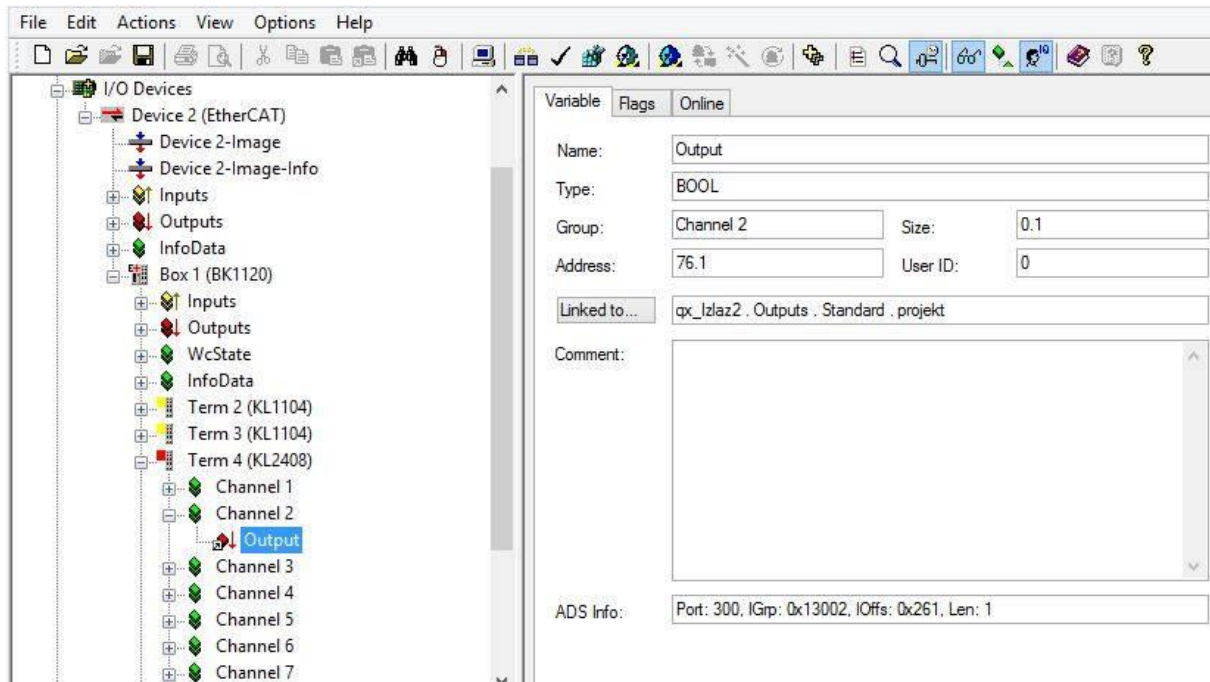 File Edit Actions View Options Help
I/O Devices
Device 2 (EtherCAT)
Device 2-Image
Device 2-Image-Info
Inputs
Outputs
InfoData
Box 1 (BK1120)
Inputs
Outputs
WcState
InfoData
Term 2 (KL1104)
Term 3 (KL1104)
Term 4 (KL2408)
Channel 1
Channel 2
Output
Channel 3
Channel 4
Channel 5
Channel 6
Channel 7
Variable Flags Online
Name: Output
Type: BOOL
Group: Channel 2 Size: 0.1
Address: 76.1 User ID: 0
Linked to... qx_Izlaz2 . Outputs . Standard . projekt
Comment:
ADS Info: Port: 300, IGrp: 0x13002, IOffs: 0x261, Len: 1